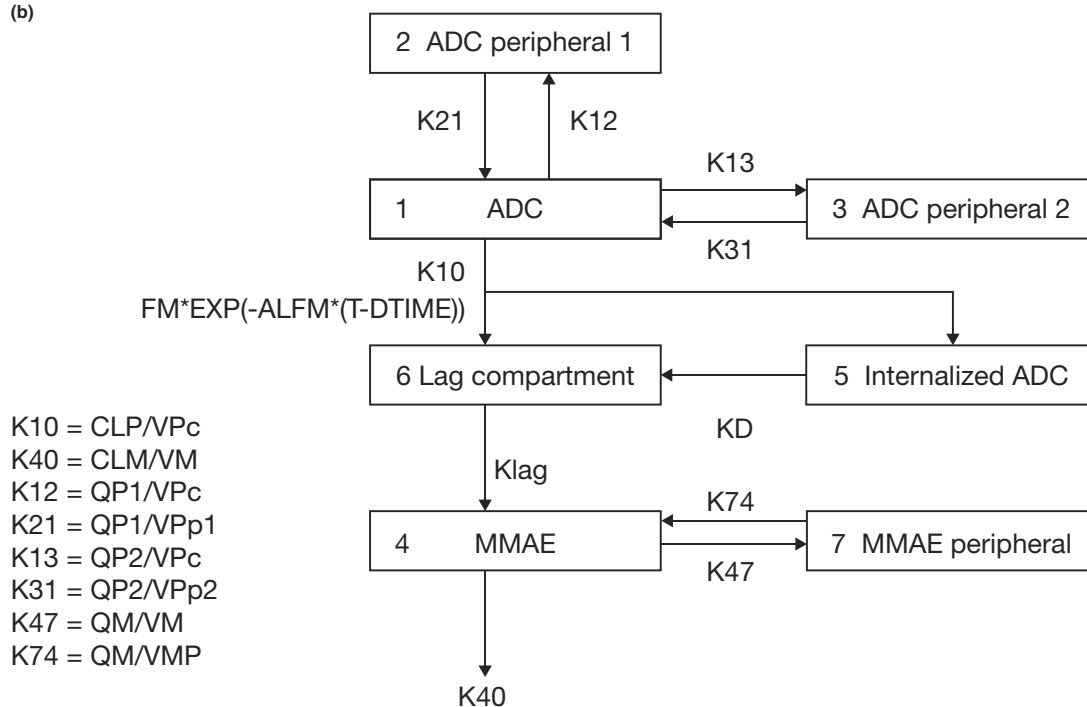 (b)
2 ADC peripheral 1
K21
K12
K13
1 ADC
3 ADC peripheral 2
K31
K10
FM*EXP(-ALFM*(T-DTIME))
6 Lag compartment
5 Internalized ADC
KD
K10 = CLP/VPc
K40 = CLM/VM
K12 = QP1/VPc
K21 = QP1/VPp1
K13 = QP2/VPc
K31 = QP2/VPp2
K47 = QM/VM
K74 = QM/VMP
Klag
K74
4 MMAE
7 MMAE peripheral
K47
K40